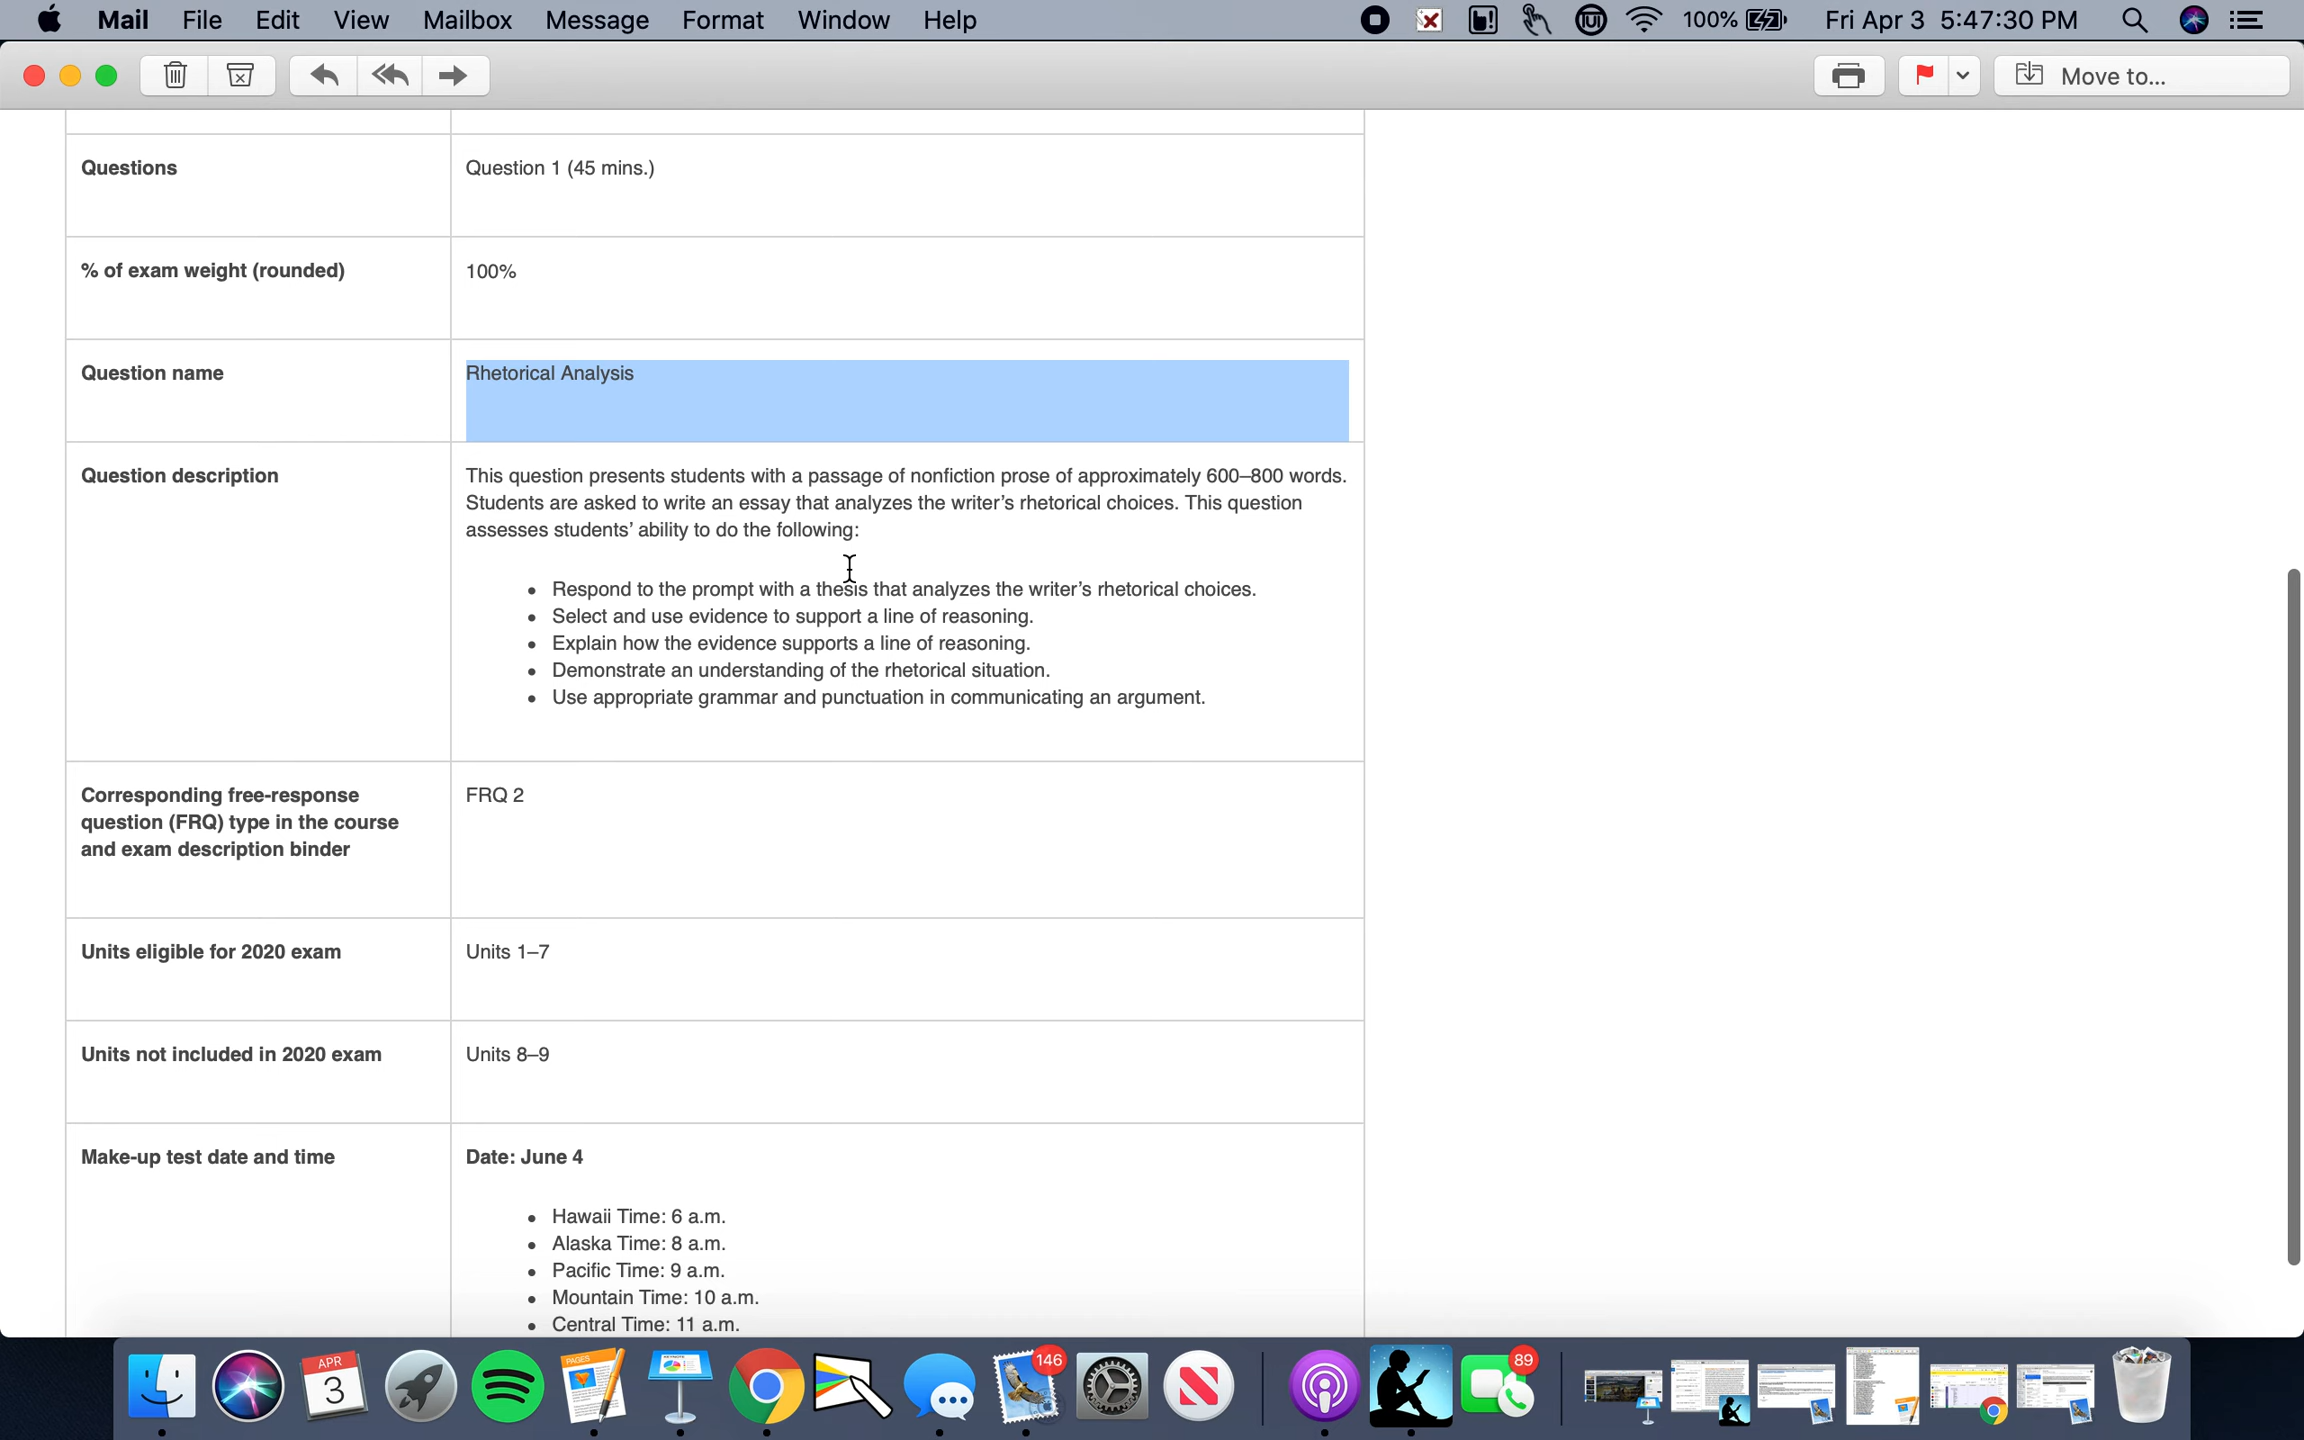 Mail File Edit View Mailbox Message Format Window Help 100% Fri Apr 3 5:47:30 PM
Move to...
Questions Question 1 (45 mins.)
% of exam weight (rounded) 100%
Question name Rhetorical Analysis
Question description This question presents students with a passage of nonfiction prose of approximately 600–800 words.
Students are asked to write an essay that analyzes the writer’s rhetorical choices. This question
assesses students’ ability to do the following:
• Respond to the prompt with a thesis that analyzes the writer’s rhetorical choices.
• Select and use evidence to support a line of reasoning.
• Explain how the evidence supports a line of reasoning.
• Demonstrate an understanding of the rhetorical situation.
• Use appropriate grammar and punctuation in communicating an argument.
Corresponding free-response FRQ 2
question (FRQ) type in the course
and exam description binder
Units eligible for 2020 exam Units 1–7
Units not included in 2020 exam Units 8–9
Make-up test date and time Date: June 4
• Hawaii Time: 6 a.m.
• Alaska Time: 8 a.m.
• Pacific Time: 9 a.m.
• Mountain Time: 10 a.m.
• Central Time: 11 a.m.
APR
3
PAGES
KEYNOTE
146
89